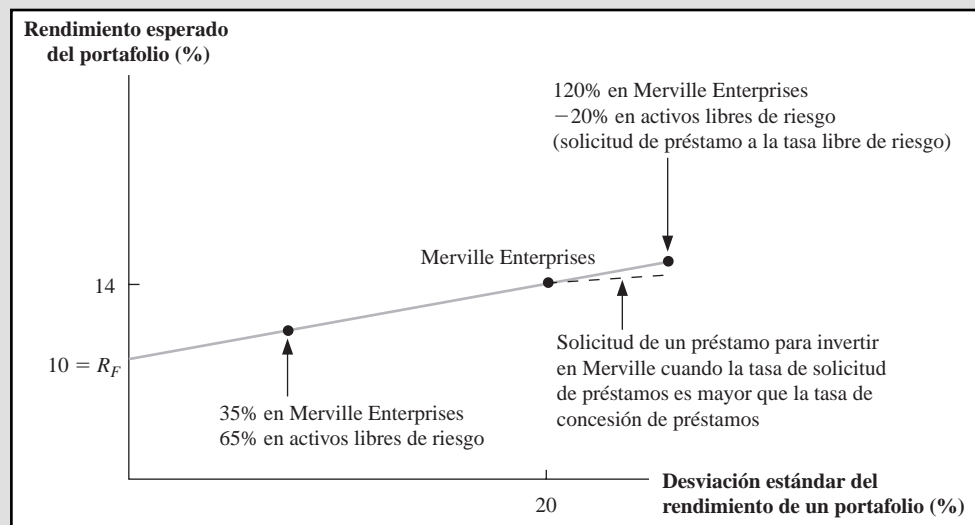 Rendimiento esperado
del portafolio (%)
120% en Merville Enterprises
−20% en activos libres de riesgo
(solicitud de préstamo a la tasa libre de riesgo)
Merville Enterprises
14
10 = R_F
Solicitud de un préstamo para invertir
en Merville cuando la tasa de solicitud
de préstamos es mayor que la tasa de
concesión de préstamos
35% en Merville Enterprises
65% en activos libres de riesgo
20
Desviación estándar del
rendimiento de un portafolio (%)